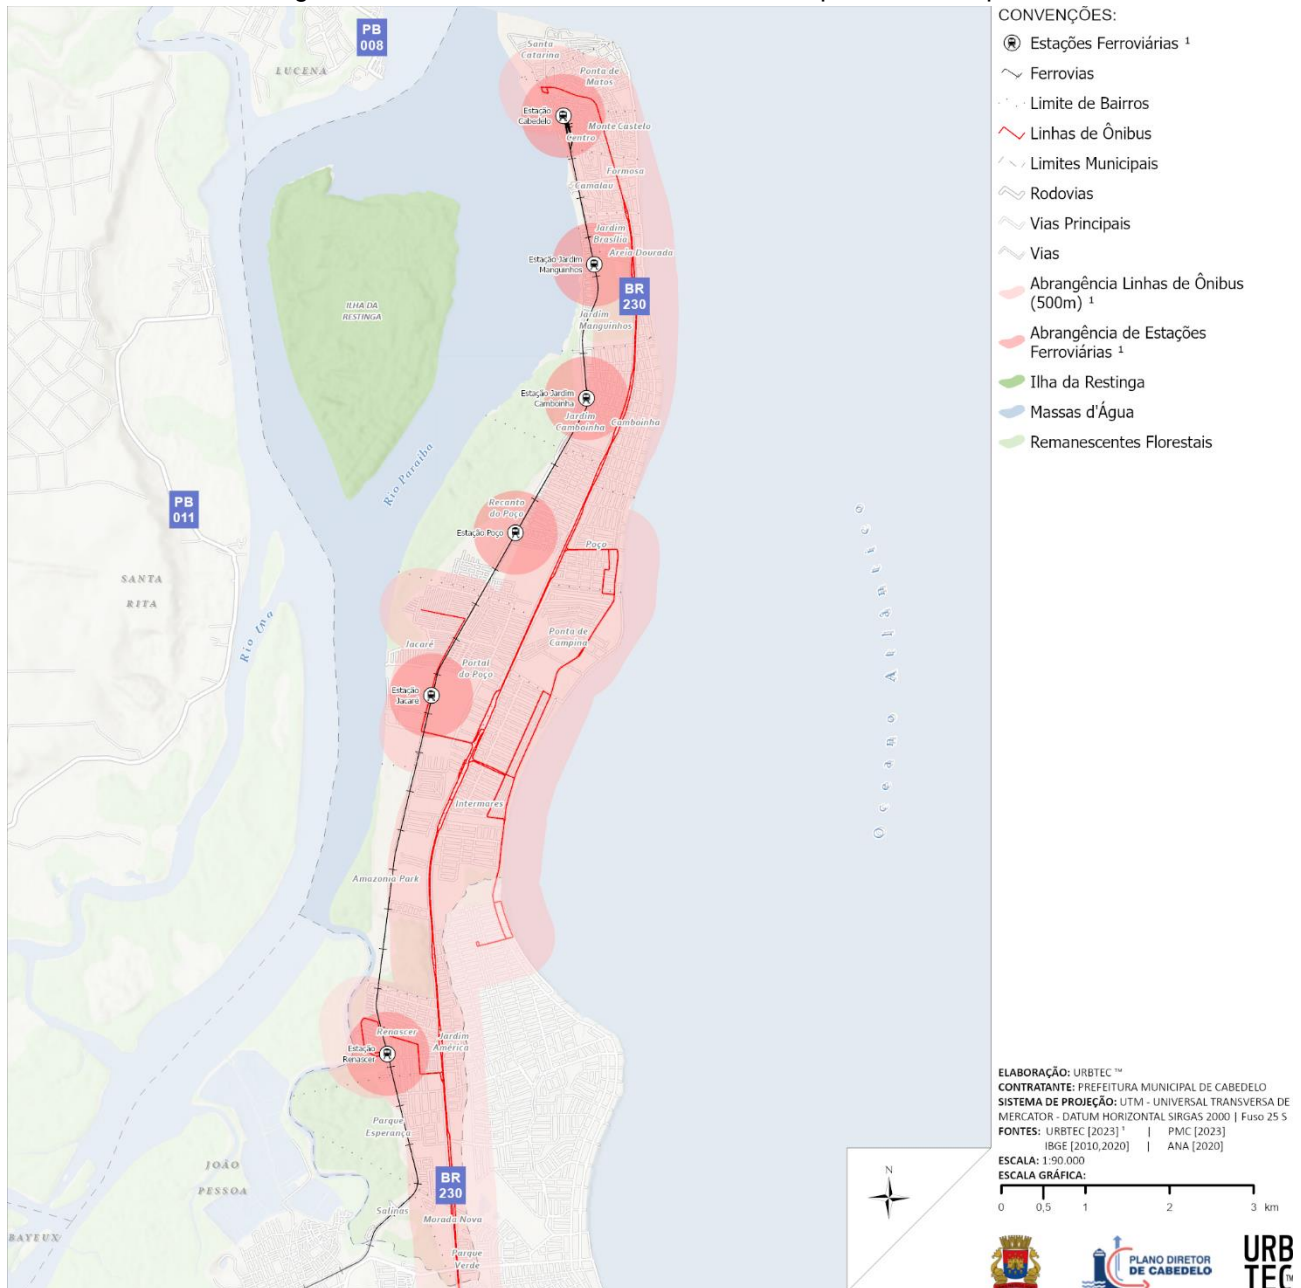 PB
008
LUCENA
Santa
Catarina
Ponta de
Matos
Estação
Cabedelo
Monte Castelo
Centro
Formosa
Camalaú
Jardim
Brasília
Areia Dourada
Estação Jardim
Manguinhos
BR
230
ILHA DA
RESTINGA
Jardim
Manguinhos
Estação Jardim
Camboinha
Jardim
Camboinha
Camboinha
Rio Paraíba
PB
011
Recanto
do Poço
Estação Poço
Poço
SANTA
RITA
Oceano Atlântico
Ponta de
Campina
Jacaré
Portal
do Poço
Estação
Jacaré
Intermares
Amazonia Park
Renascer
Estação
Renascer
Jardim
América
Parque
Esperança
JOÃO
PESSOA
BR
230
Salinas
Morada Nova
BAYEUX
Parque
Verde
N
CONVENÇÕES:
Estações Ferroviárias ¹
Ferrovias
Limite de Bairros
Linhas de Ônibus
Limites Municipais
Rodovias
Vias Principais
Vias
Abrangência Linhas de Ônibus
(500m) ¹
Abrangência de Estações
Ferroviárias ¹
Ilha da Restinga
Massas d'Água
Remanescentes Florestais
ELABORAÇÃO: URBTEC ™
CONTRATANTE: PREFEITURA MUNICIPAL DE CABEDELO
SISTEMA DE PROJEÇÃO: UTM - UNIVERSAL TRANSVERSA DE
MERCATOR - DATUM HORIZONTAL SIRGAS 2000 | Fuso 25 S
FONTES: URBTEC [2023] ¹ | PMC [2023]
IBGE [2010,2020] | ANA [2020]
ESCALA: 1:90.000
ESCALA GRÁFICA:
0 0,5 1 2 3 km
PLANO DIRETOR
DE CABEDELO
URB
TEC™